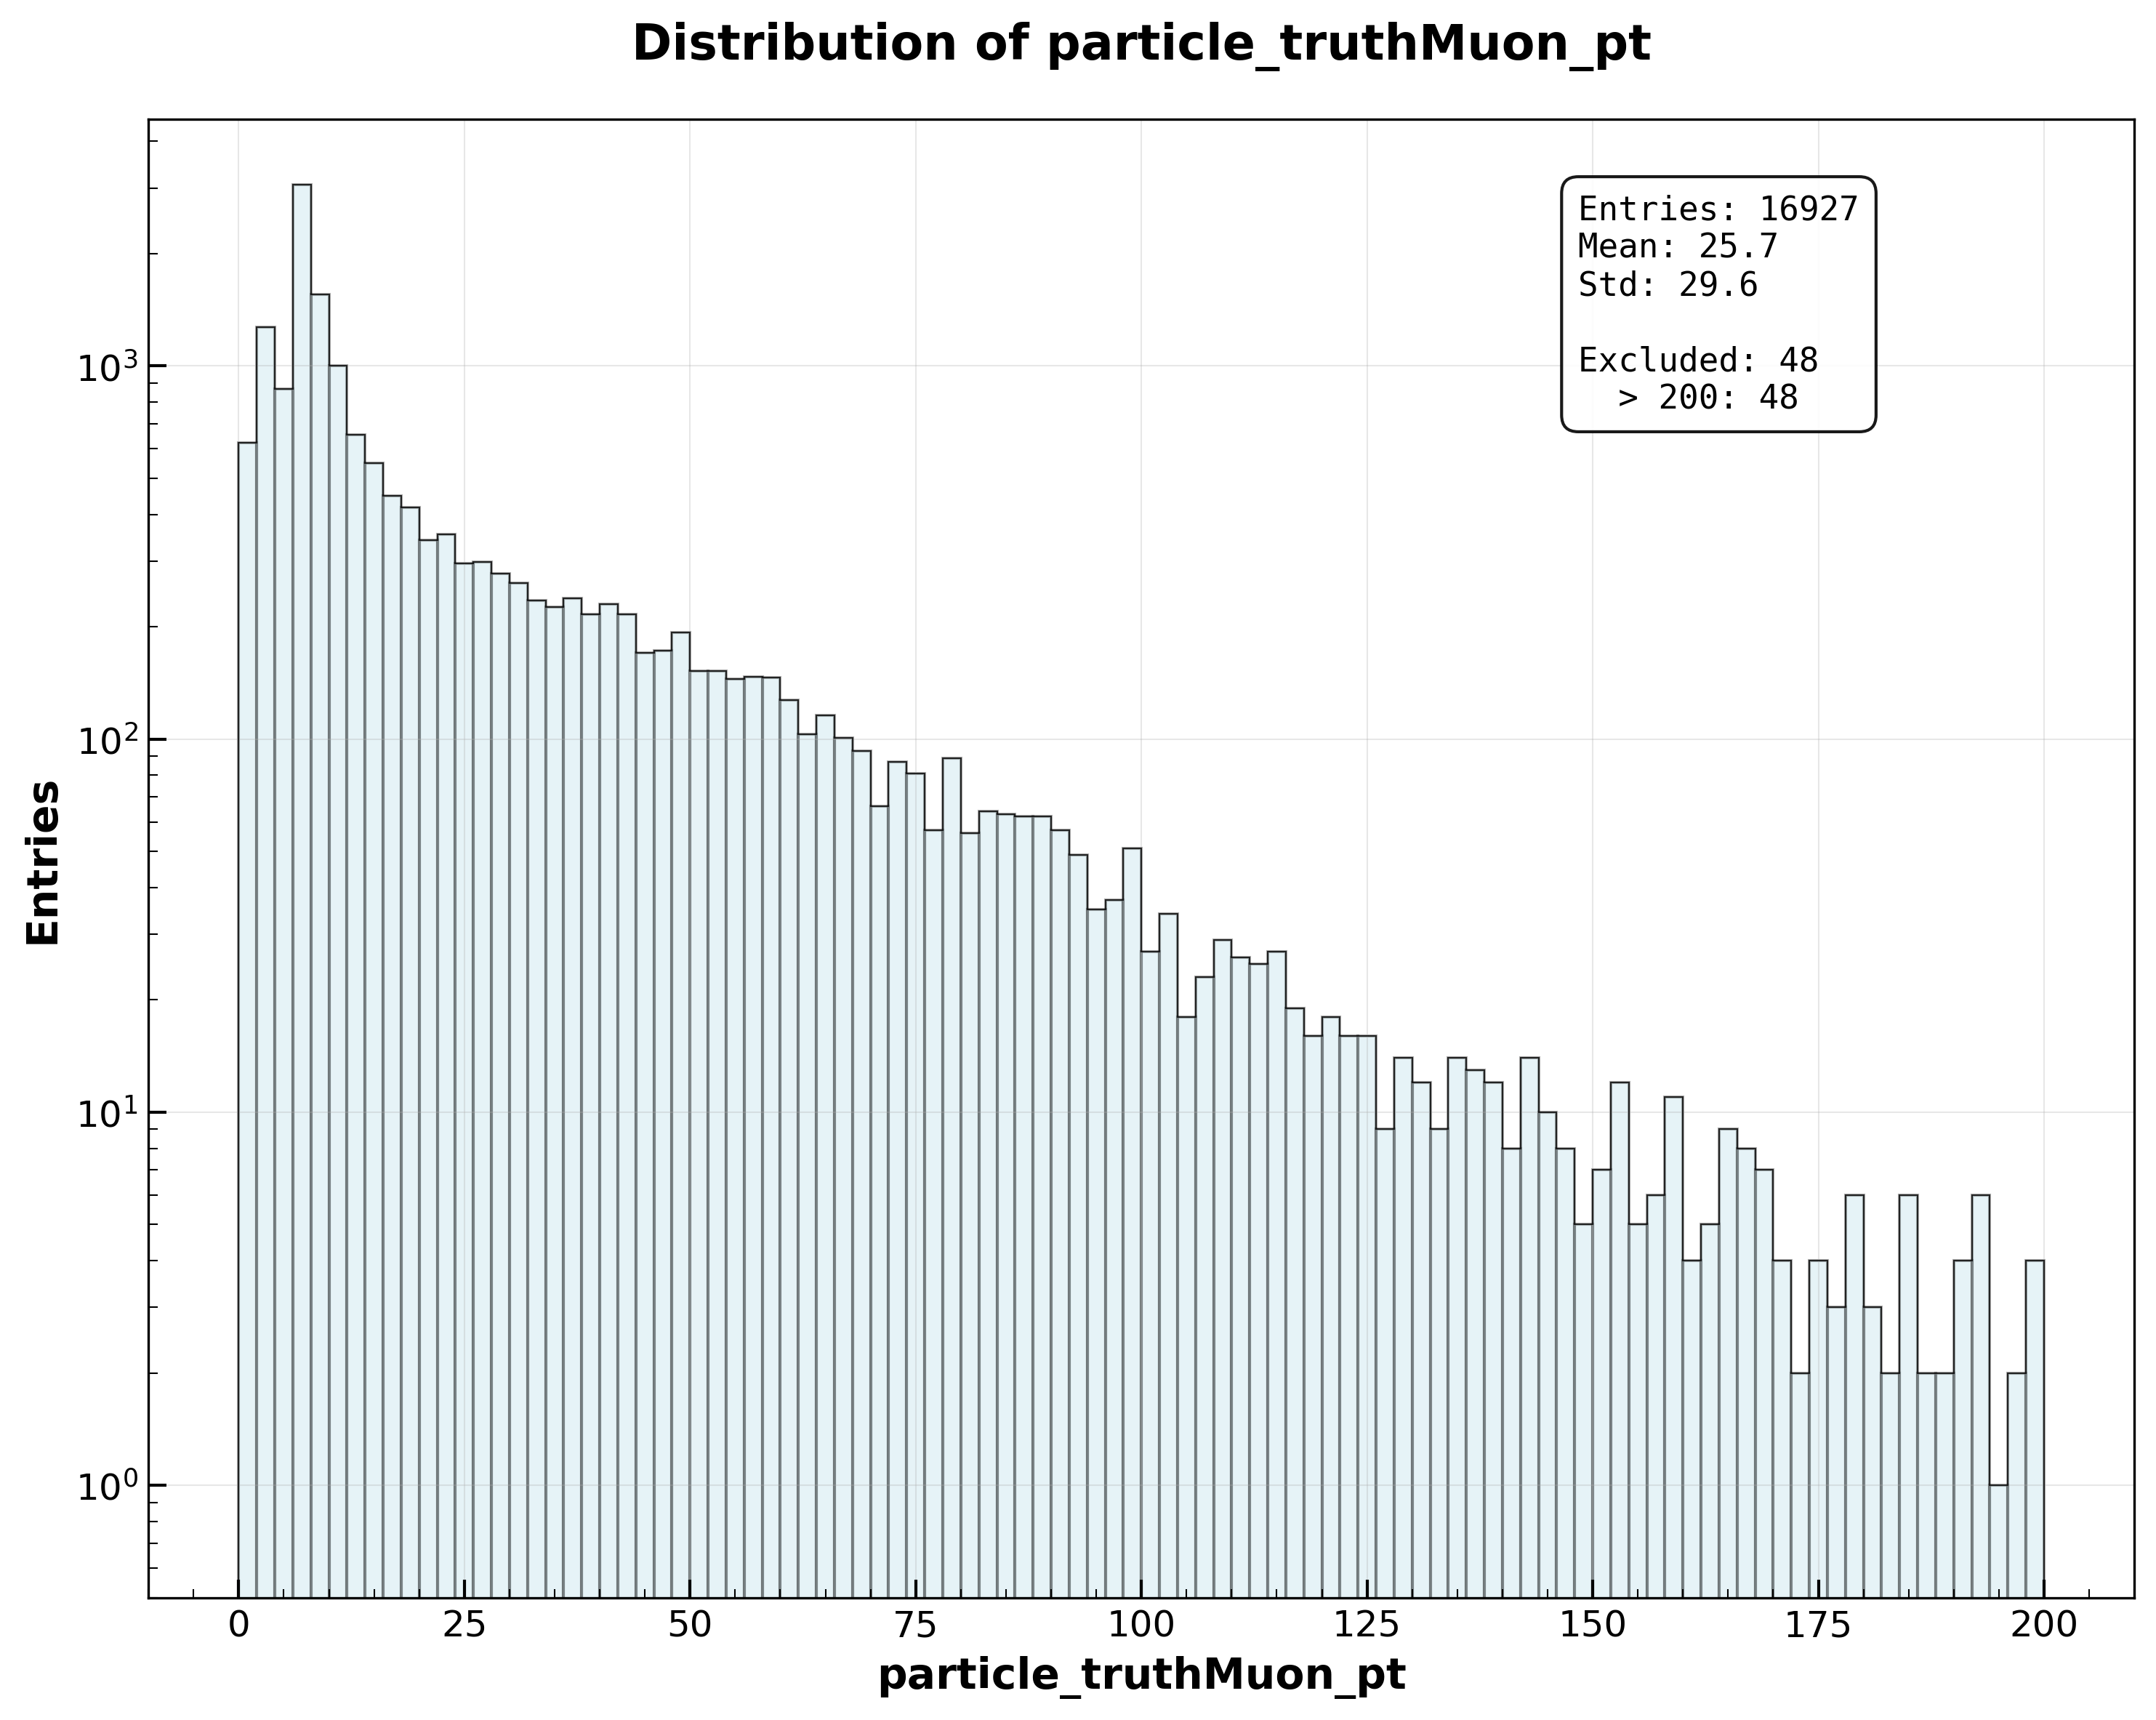 Distribution of particle_truthMuon_pt
Entries: 16927
Mean: 25.7
Std: 29.6
Excluded: 48
> 200: 48
10³
10²
10¹
10⁰
Entries
0 25 50 75 100 125 150 175 200
particle_truthMuon_pt